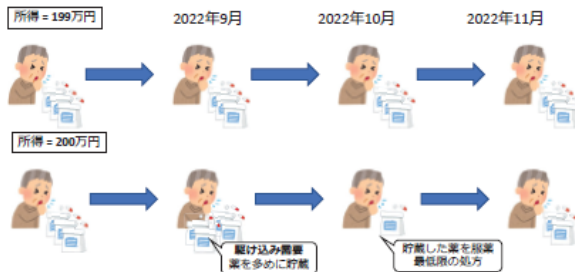 所得 = 199万円
2022年9月
2022年10月
2022年11月
所得 = 200万円
駆け込み需要
薬を多めに貯蔵
貯蔵した薬を服薬
最低限の処方